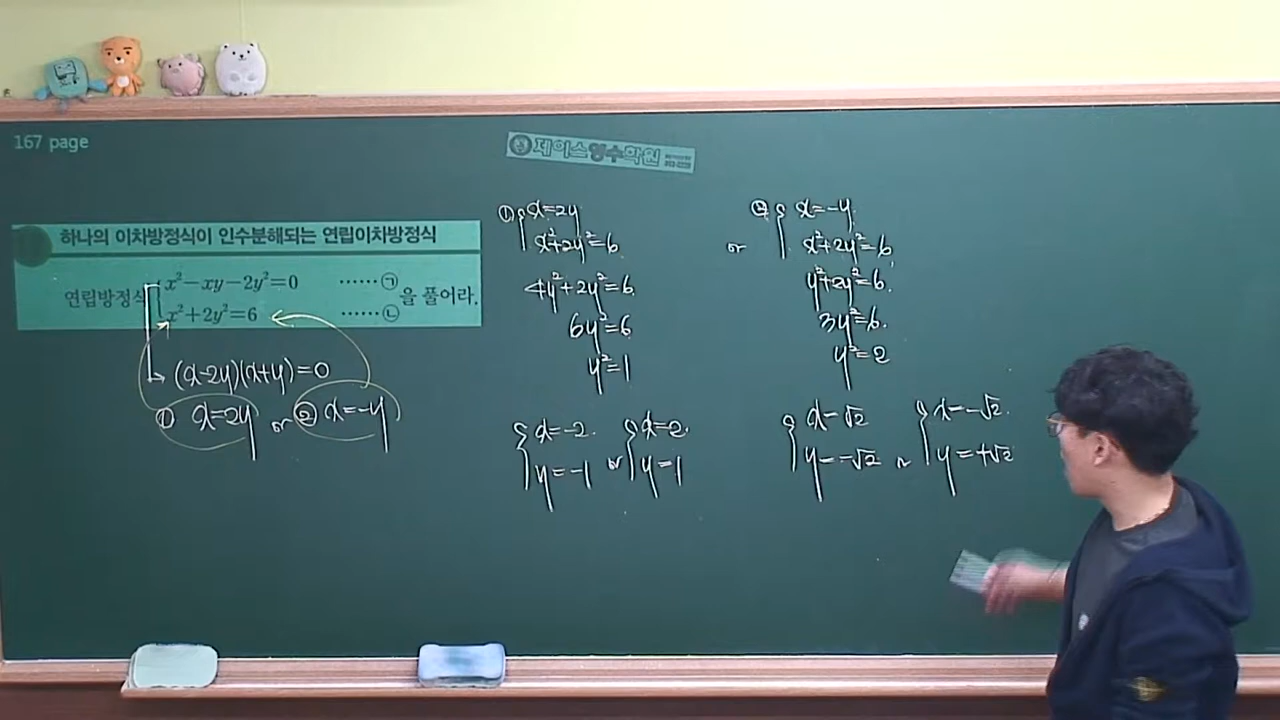 167 page
제이스영수학원
하나의 이차방정식이 인수분해되는 연립이차방정식
연립방정식 { x²-xy-2y²=0 ······㉠
x²+2y²=6 ······㉡ 을 풀어라.
(x-2y)(x+y)=0
① x=2y or ② x=-y
① { x=2y
x²+2y²=6
4y²+2y²=6
6y²=6
y²=1
{ x=-2 y=-1 or { x=2 y=1
or
② { x=-y
x²+2y²=6
y²+2y²=6
3y²=6
y²=2
{ x=√2 y=-√2 or { x=-√2 y=+√2